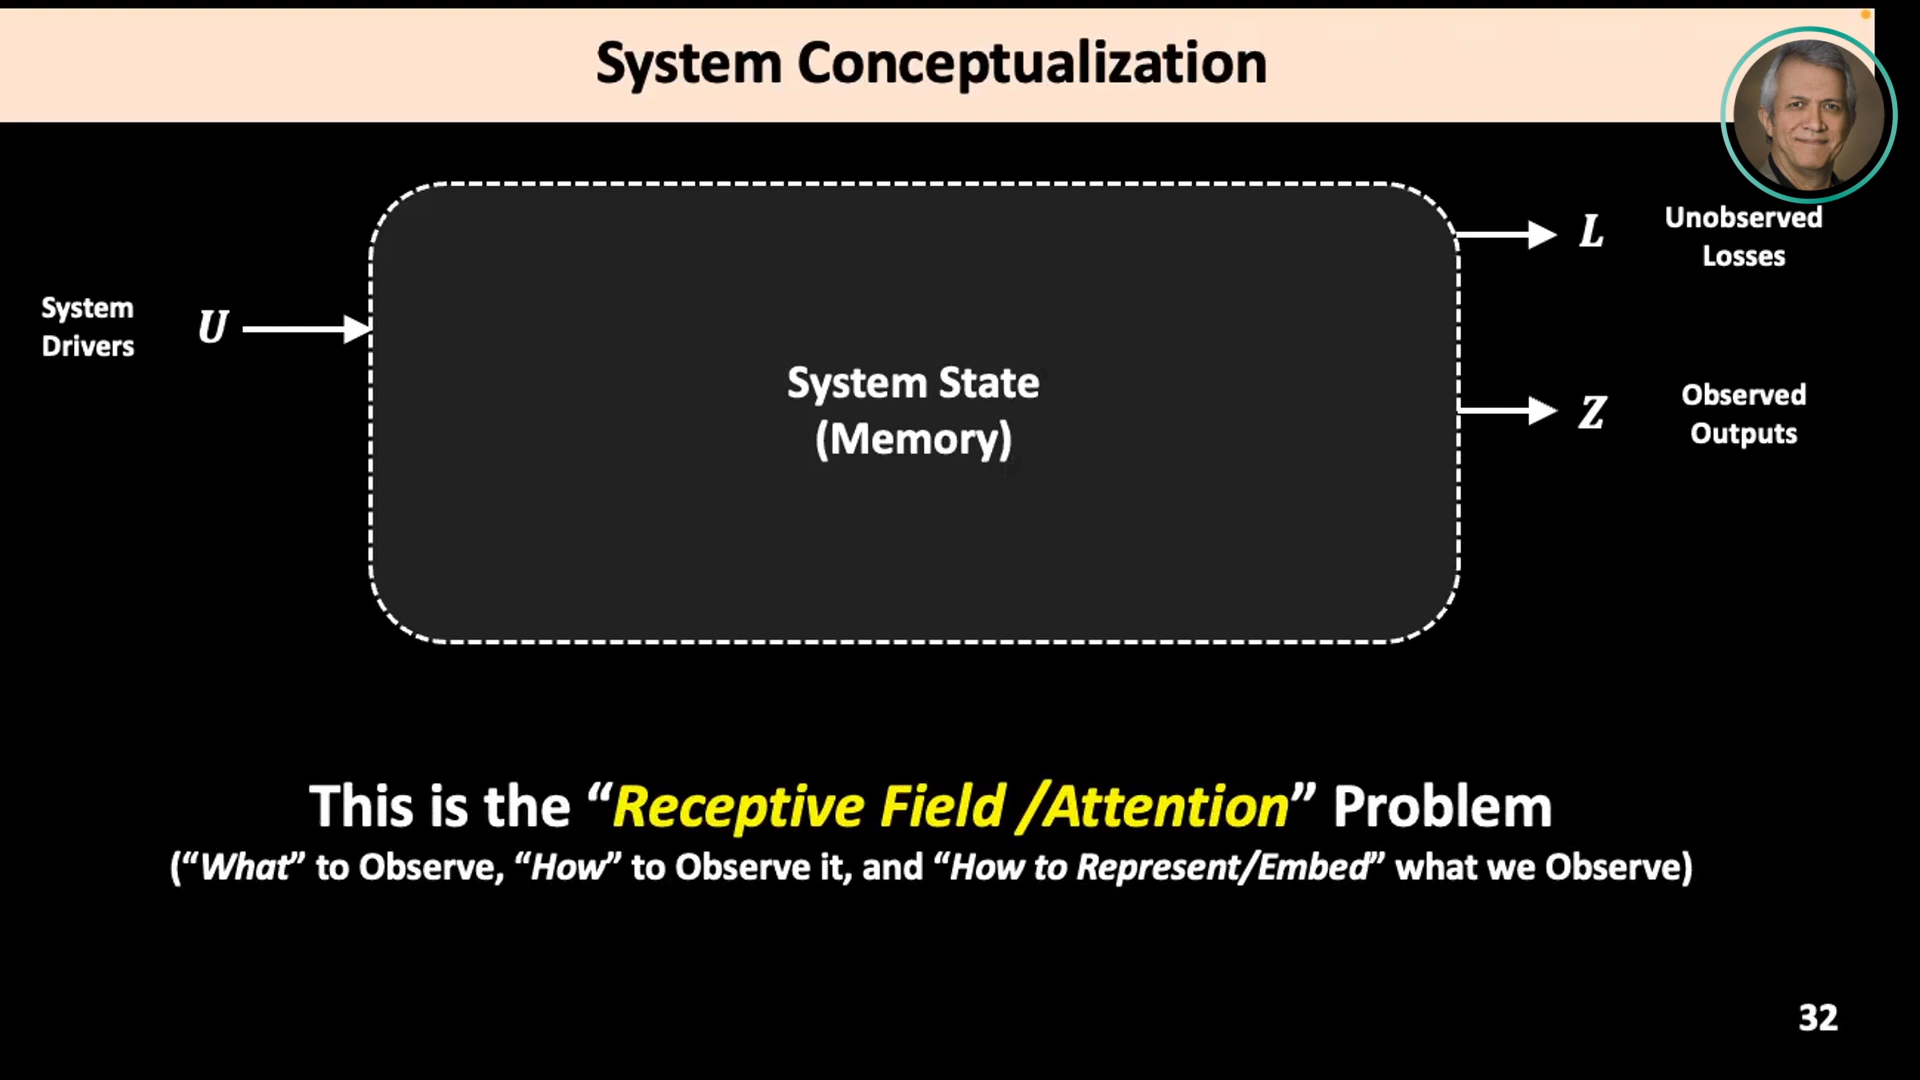 System Conceptualization
System
Drivers
U
System State
(Memory)
L
Unobserved
Losses
Z
Observed
Outputs
This is the “Receptive Field /Attention” Problem
(“What” to Observe, “How” to Observe it, and “How to Represent/Embed” what we Observe)
32